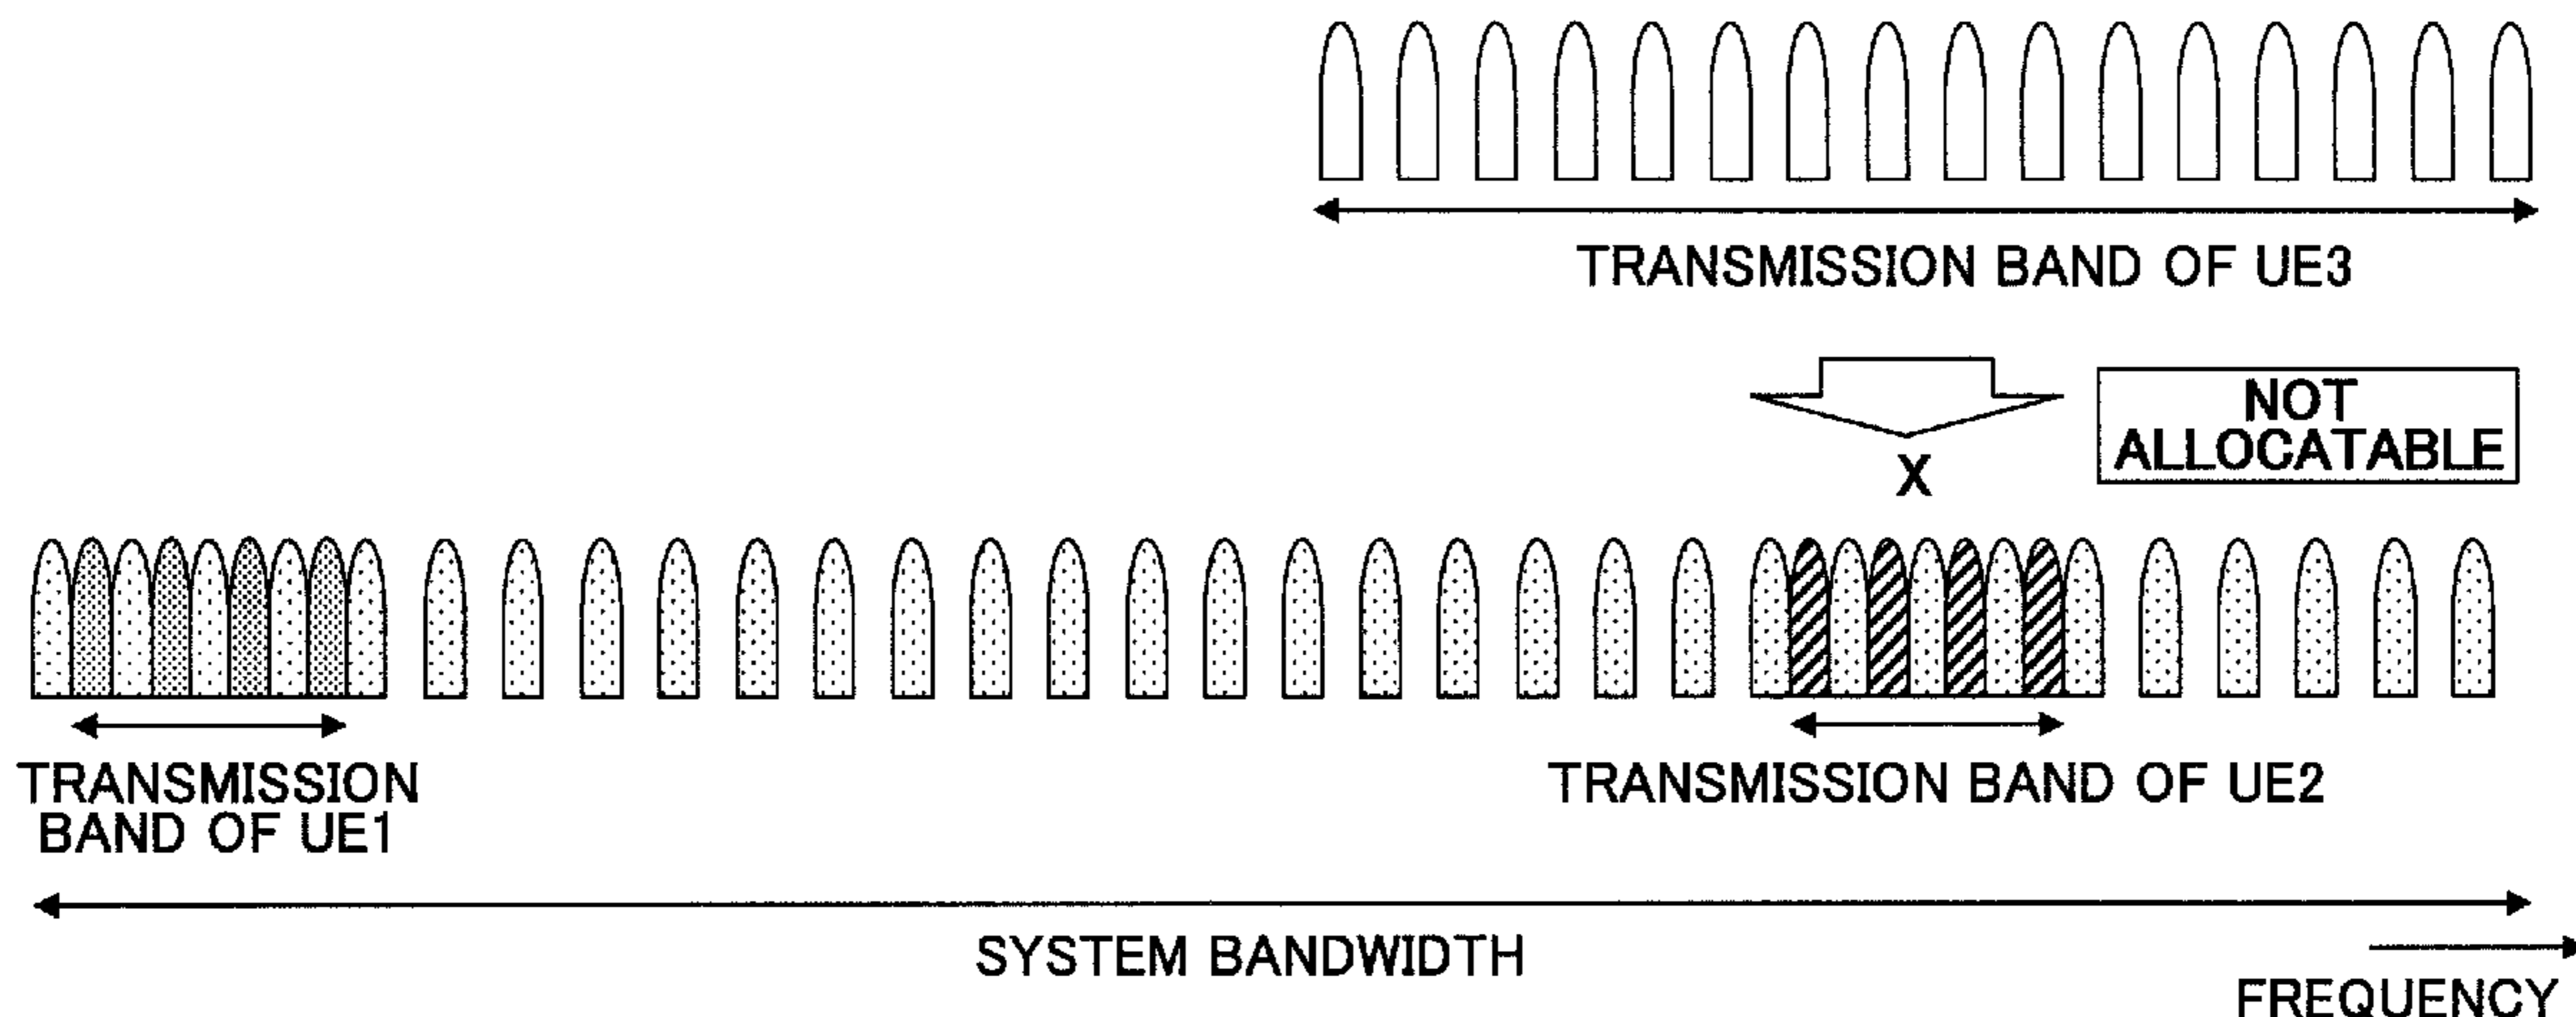 TRANSMISSION BAND OF UE3
NOT
ALLOCATABLE
X
TRANSMISSION
BAND OF UE1
TRANSMISSION BAND OF UE2
SYSTEM BANDWIDTH
FREQUENCY